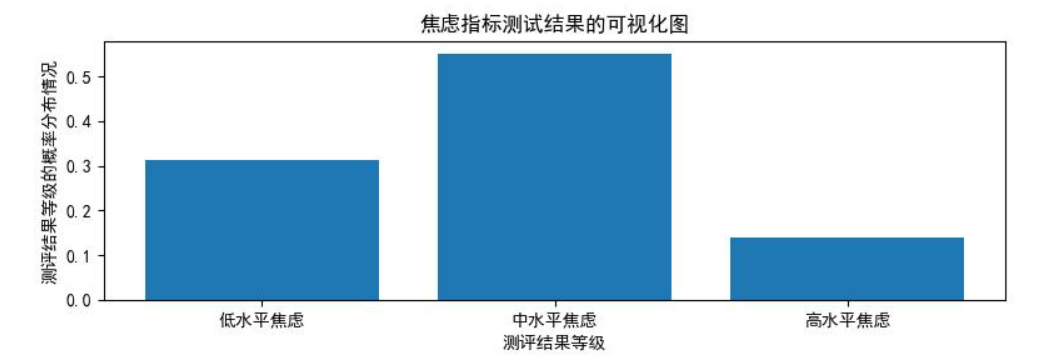 焦虑指标测试结果的可视化图
测评结果等级的概率分布情况
0.5
0.4
0.3
0.2
0.1
0.0
低水平焦虑
中水平焦虑
高水平焦虑
测评结果等级